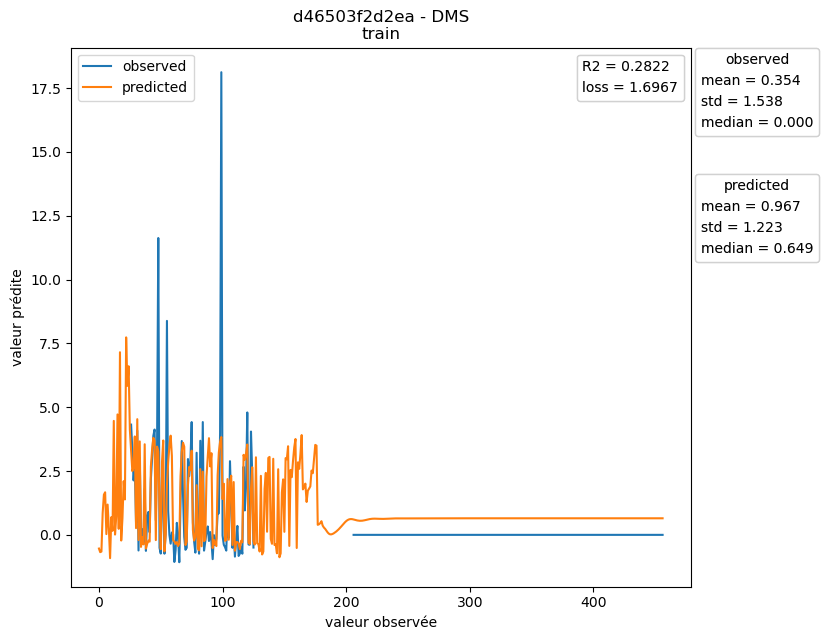 d46503f2d2ea - DMS
train
observed
predicted
R2 = 0.2822
loss = 1.6967
observed
mean = 0.354
std = 1.538
median = 0.000
predicted
mean = 0.967
std = 1.223
median = 0.649
valeur prédite
17.5
15.0
12.5
10.0
7.5
5.0
2.5
0.0
0
100
200
300
400
valeur observée